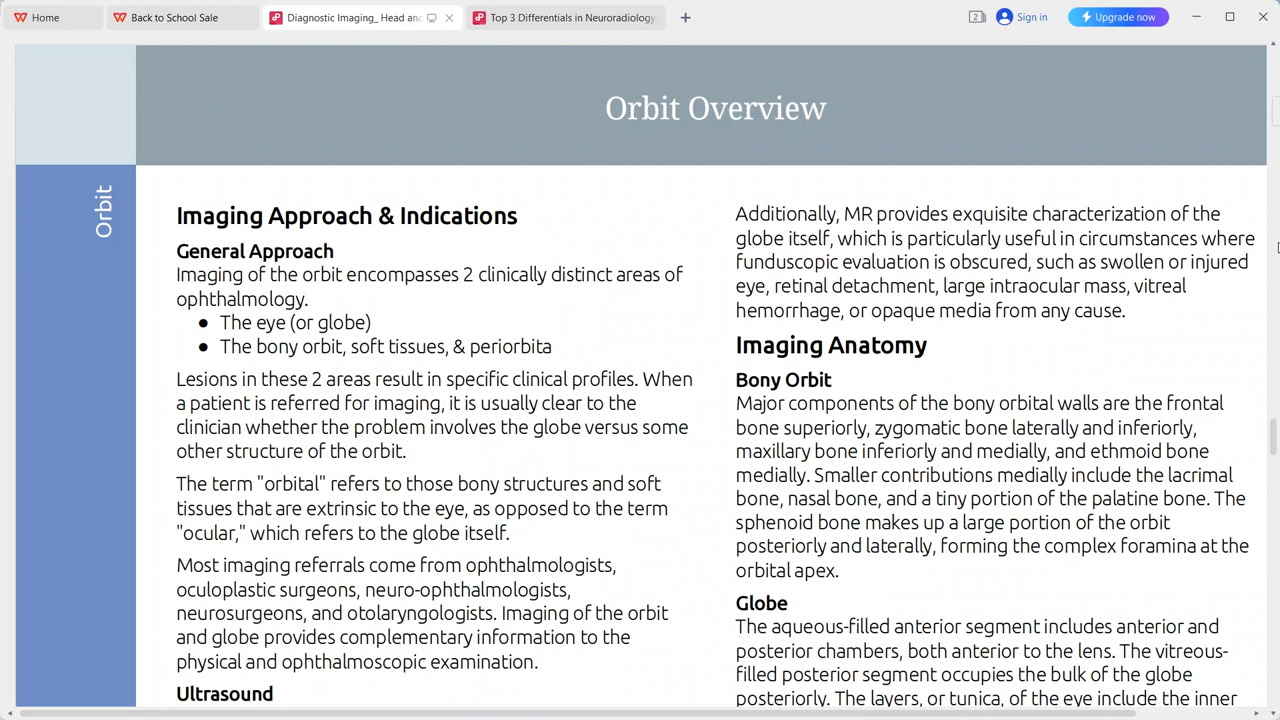 Home
Back to School Sale
Diagnostic Imaging_ Head and
Top 3 Differentials in Neuroradiology.
2
Sign in
Upgrade now
Orbit Overview
Orbit
Imaging Approach & Indications
General Approach
Imaging of the orbit encompasses 2 clinically distinct areas of
ophthalmology.
● The eye (or globe)
● The bony orbit, soft tissues, & periorbita
Lesions in these 2 areas result in specific clinical profiles. When
a patient is referred for imaging, it is usually clear to the
clinician whether the problem involves the globe versus some
other structure of the orbit.
The term "orbital" refers to those bony structures and soft
tissues that are extrinsic to the eye, as opposed to the term
"ocular," which refers to the globe itself.
Most imaging referrals come from ophthalmologists,
oculoplastic surgeons, neuro-ophthalmologists,
neurosurgeons, and otolaryngologists. Imaging of the orbit
and globe provides complementary information to the
physical and ophthalmoscopic examination.
Ultrasound
Additionally, MR provides exquisite characterization of the
globe itself, which is particularly useful in circumstances where
funduscopic evaluation is obscured, such as swollen or injured
eye, retinal detachment, large intraocular mass, vitreal
hemorrhage, or opaque media from any cause.
Imaging Anatomy
Bony Orbit
Major components of the bony orbital walls are the frontal
bone superiorly, zygomatic bone laterally and inferiorly,
maxillary bone inferiorly and medially, and ethmoid bone
medially. Smaller contributions medially include the lacrimal
bone, nasal bone, and a tiny portion of the palatine bone. The
sphenoid bone makes up a large portion of the orbit
posteriorly and laterally, forming the complex foramina at the
orbital apex.
Globe
The aqueous-filled anterior segment includes anterior and
posterior chambers, both anterior to the lens. The vitreous-
filled posterior segment occupies the bulk of the globe
posteriorly. The layers, or tunica, of the eye include the inner